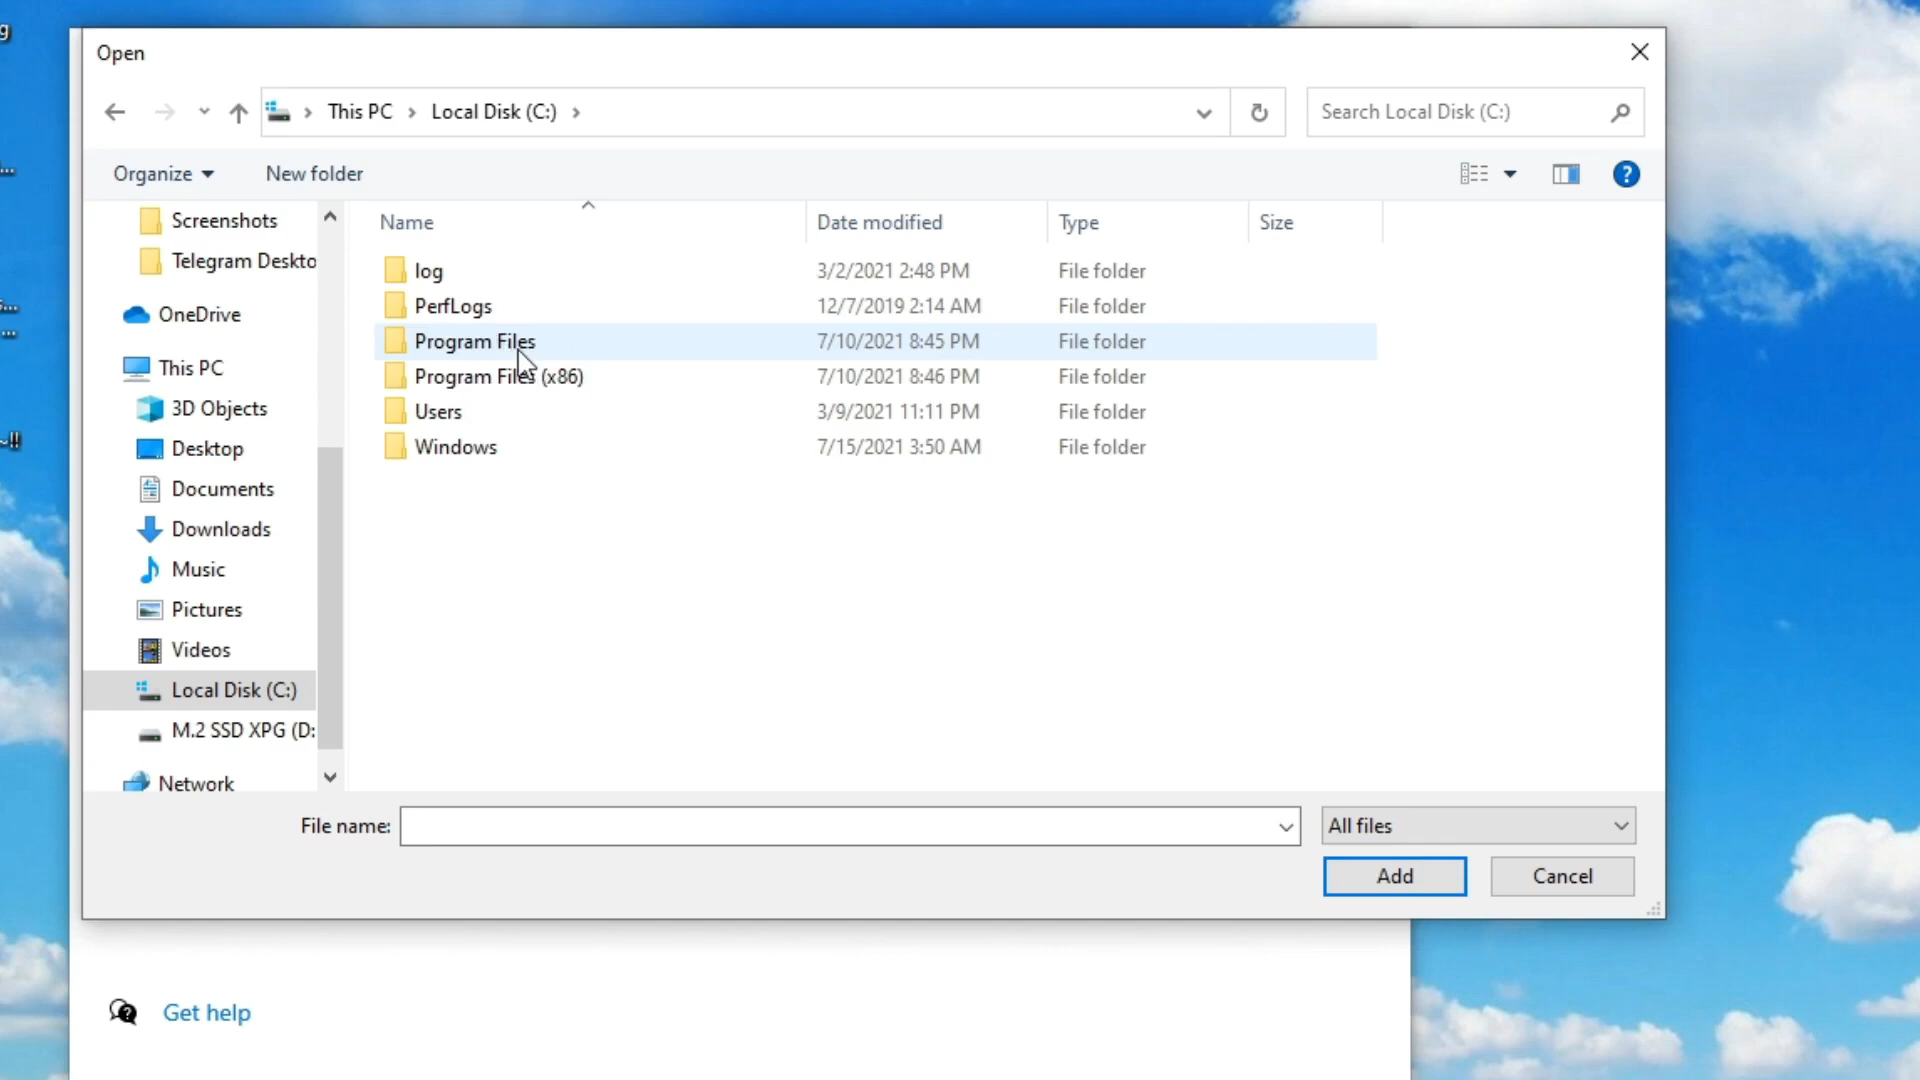 Open
This PC
Local Disk (C:)
Search Local Disk (C:)
Organize
New folder
Screenshots
Telegram Deskto
OneDrive
This PC
3D Objects
Desktop
Documents
Downloads
Music
Pictures
Videos
Local Disk (C:)
M.2 SSD XPG (D:
Network
Name Date modified Type Size
log 3/2/2021 2:48 PM File folder
PerfLogs 12/7/2019 2:14 AM File folder
Program Files 7/10/2021 8:45 PM File folder
Program Files (x86) 7/10/2021 8:46 PM File folder
Users 3/9/2021 11:11 PM File folder
Windows 7/15/2021 3:50 AM File folder
File name:
All files
Add
Cancel
Get help